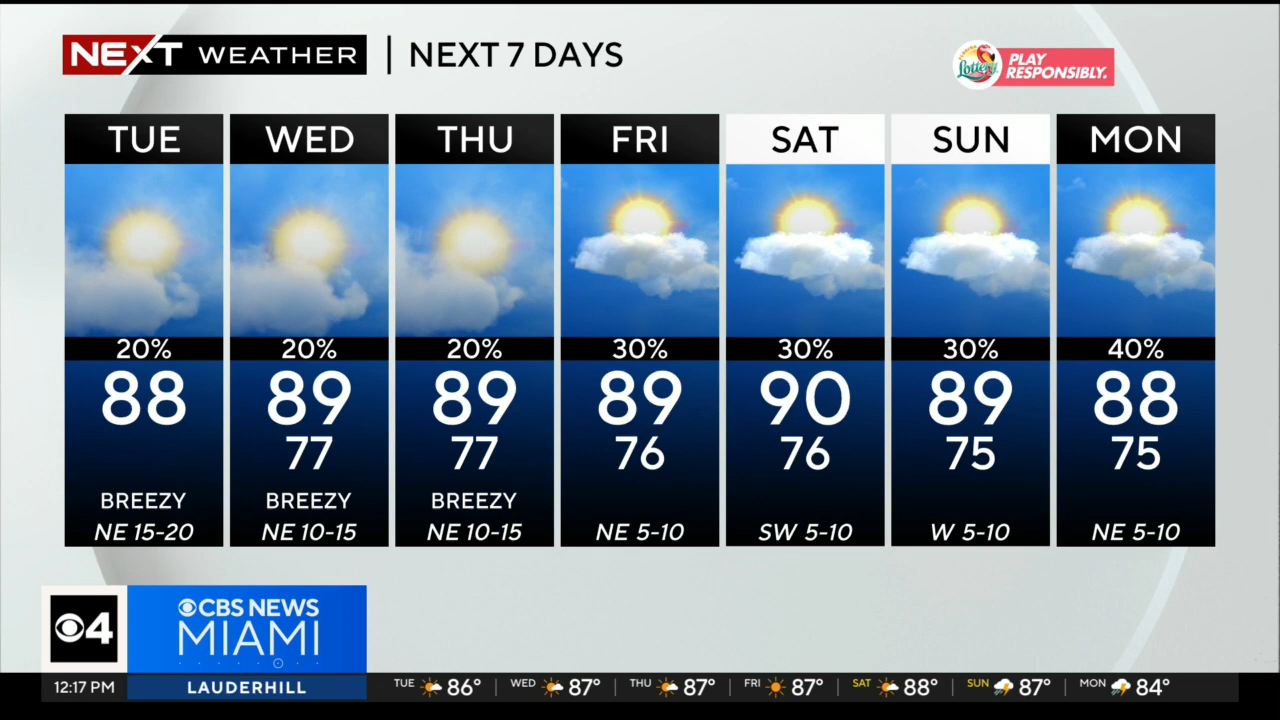 NEXT WEATHER | NEXT 7 DAYS
FLORIDA
Lottery
PLAY
RESPONSIBLY.
TUE WED THU FRI SAT SUN MON
20% 20% 20% 30% 30% 30% 40%
88 89 89 89 90 89 88
77 77 76 76 75 75
BREEZY BREEZY BREEZY
NE 15-20 NE 10-15 NE 10-15 NE 5-10 SW 5-10 W 5-10 NE 5-10
4
CBS NEWS
MIAMI
12:17 PM LAUDERHILL TUE 86° | WED 87° | THU 87° | FRI 87° | SAT 88° | SUN 87° | MON 84°